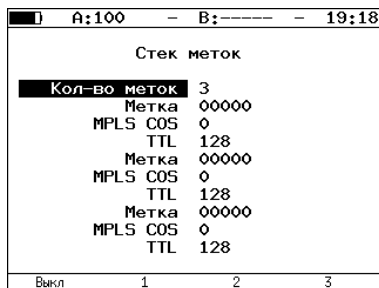 A:100 – B:----- – 19:18
Стек меток
Кол-во меток 3
Метка 00000
MPLS COS 0
TTL 128
Метка 00000
MPLS COS 0
TTL 128
Метка 00000
MPLS COS 0
TTL 128
Выкл 1 2 3